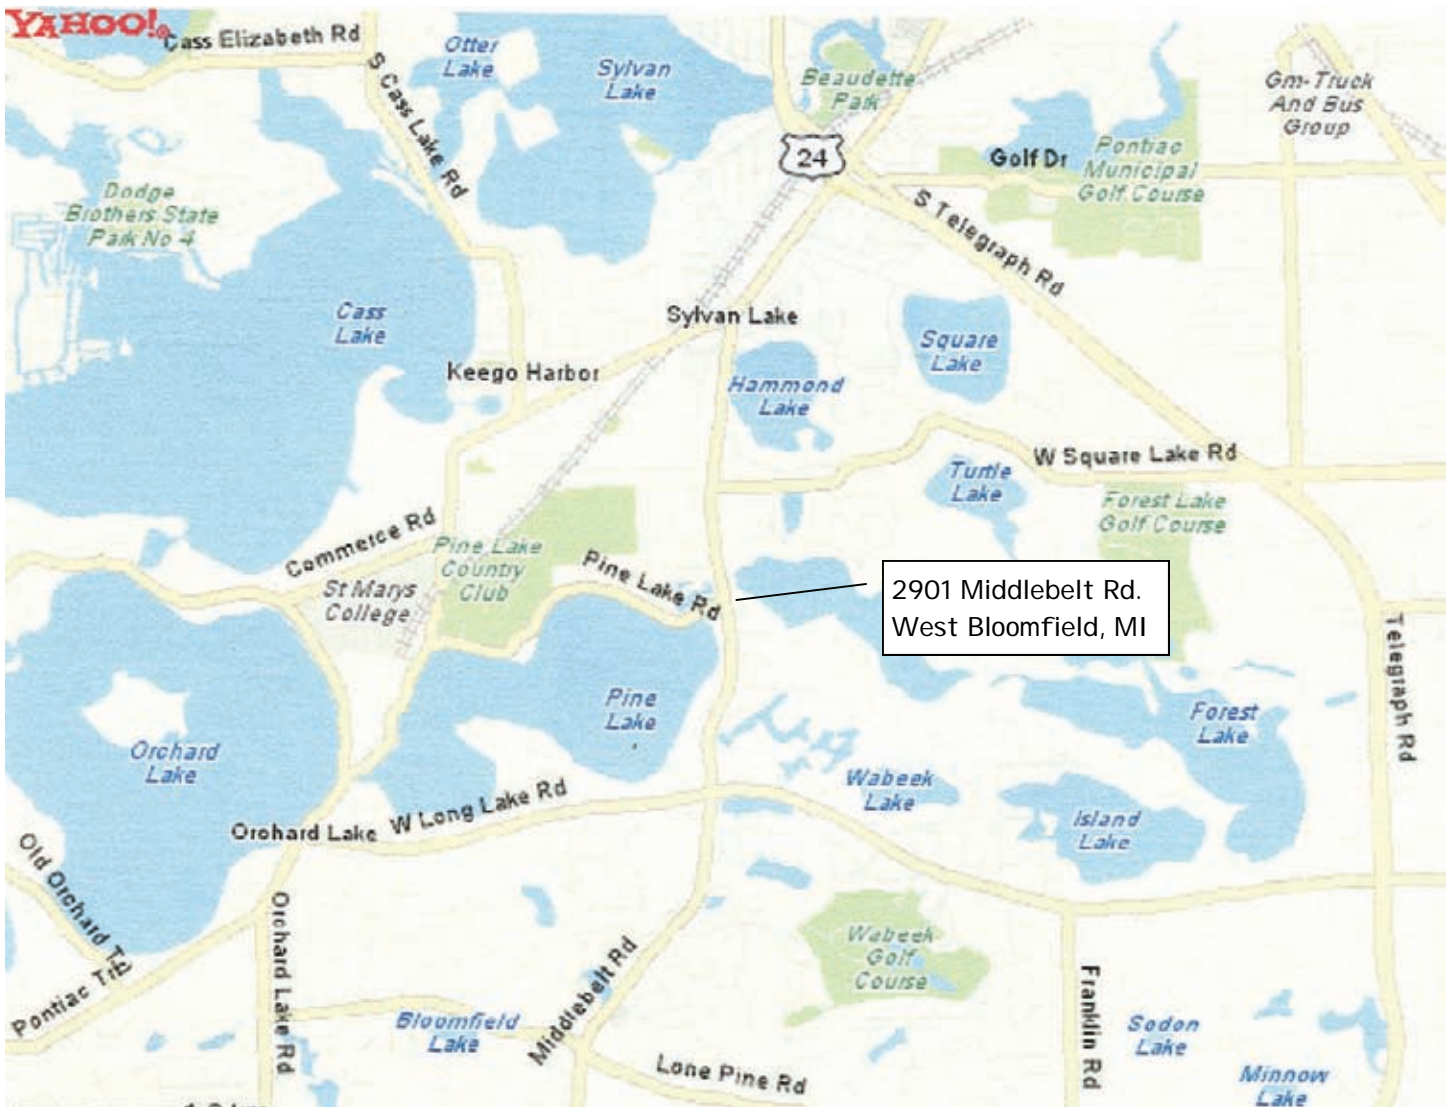 YAHOO!
Cass Elizabeth Rd
S Cass Lake Rd
Otter
Lake
Sylvan
Lake
Beaudette
Park
24
Golf Dr
Pontiac
Municipal
Golf Course
Gm-Truck
And Bus
Group
Dodge
Brothers State
Park No 4
S Telegraph Rd
Cass
Lake
Sylvan Lake
Square
Lake
Keego Harbor
Hammond
Lake
W Square Lake Rd
Turtle
Lake
Forest Lake
Golf Course
Commerce Rd
Pine Lake
Country
Club
Pine Lake Rd
St Marys
College
2901 Middlebelt Rd.
West Bloomfield, MI
Telegraph Rd
Pine
Lake
Forest
Lake
Orchard
Lake
Wabeek
Lake
Island
Lake
W Long Lake Rd
Orchard Lake
Old Orchard Trl
Pontiac Trl
Orchard Lake Rd
Wabeek
Golf
Course
Middlebelt Rd
Bloomfield
Lake
Franklin Rd
Sodon
Lake
Lone Pine Rd
Minnow
Lake